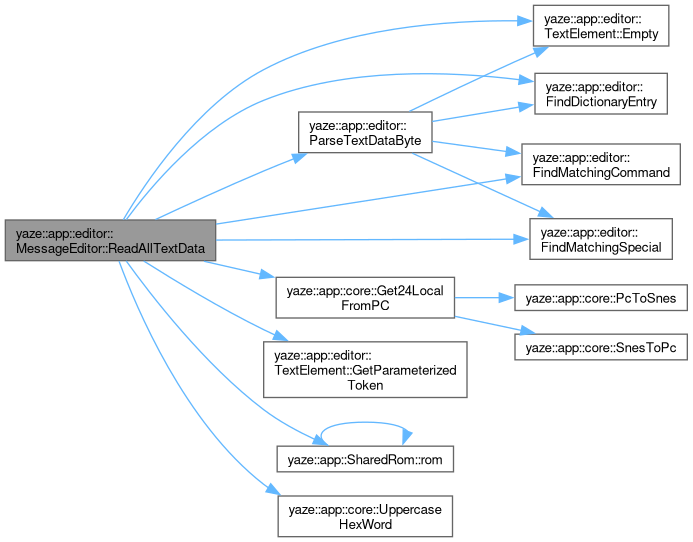 yaze::app::editor::
TextElement::Empty
yaze::app::editor::
FindDictionaryEntry
yaze::app::editor::
ParseTextDataByte
yaze::app::editor::
FindMatchingCommand
yaze::app::editor::
MessageEditor::ReadAllTextData
yaze::app::editor::
FindMatchingSpecial
yaze::app::core::Get24Local
FromPC
yaze::app::core::PcToSnes
yaze::app::core::SnesToPc
yaze::app::editor::
TextElement::GetParameterized
Token
yaze::app::SharedRom::rom
yaze::app::core::Uppercase
HexWord